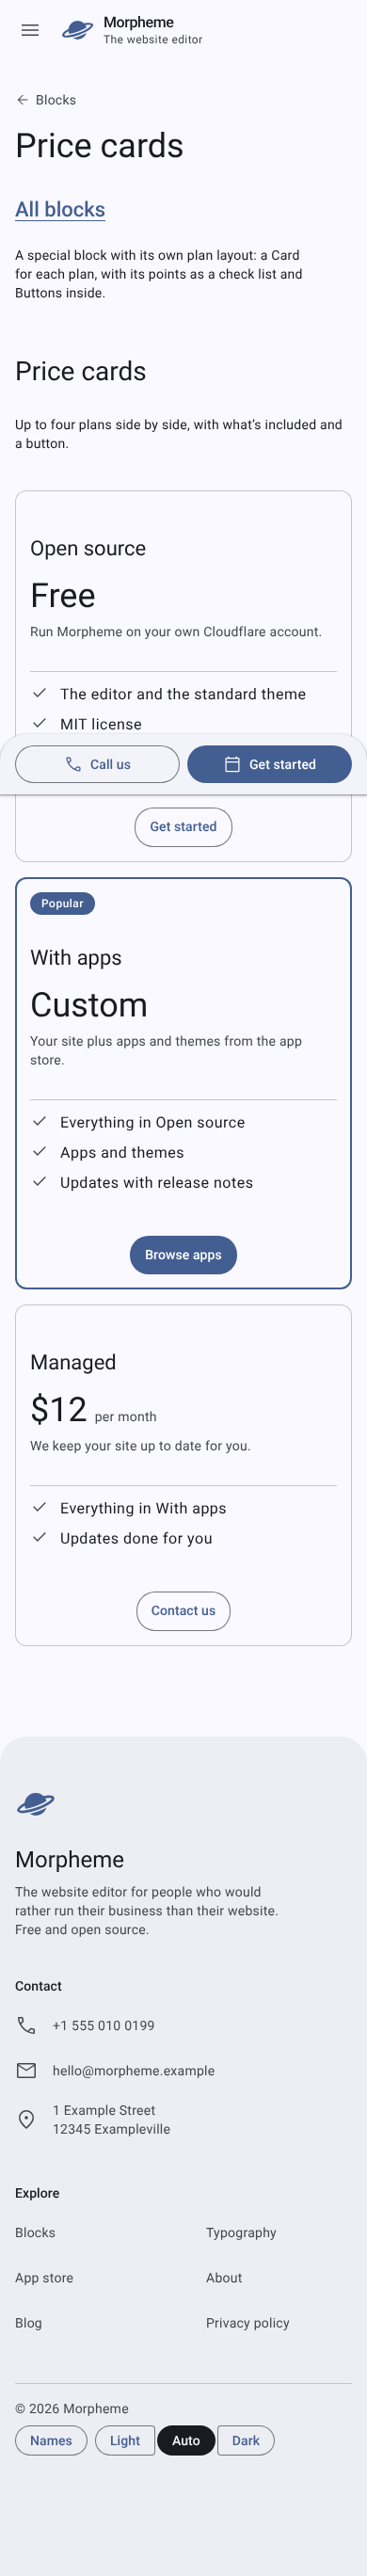 Morpheme
The website editor
Blocks
Price cards
All blocks
A special block with its own plan layout: a Card
for each plan, with its points as a check list and
Buttons inside.
Price cards
Up to four plans side by side, with what’s included and
a button.
Open source
Free
Run Morpheme on your own Cloudflare account.
The editor and the standard theme
MIT license
Call us
Get started
Get started
Popular
With apps
Custom
Your site plus apps and themes from the app
store.
Everything in Open source
Apps and themes
Updates with release notes
Browse apps
Managed
$12 per month
We keep your site up to date for you.
Everything in With apps
Updates done for you
Contact us
Morpheme
The website editor for people who would
rather run their business than their website.
Free and open source.
Contact
+1 555 010 0199
hello@morpheme.example
1 Example Street
12345 Exampleville
Explore
Blocks
Typography
App store
About
Blog
Privacy policy
© 2026 Morpheme
Names
Light
Auto
Dark